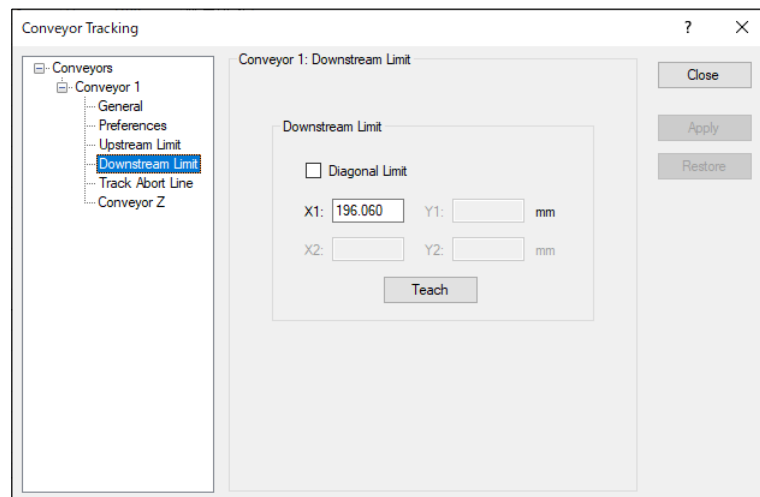 Conveyor Tracking
? X
Conveyors
Conveyor 1
General
Preferences
Upstream Limit
Downstream Limit
Track Abort Line
Conveyor Z
Conveyor 1: Downstream Limit
Downstream Limit
Diagonal Limit
X1: 196.060 Y1: mm
X2: Y2: mm
Teach
Close
Apply
Restore